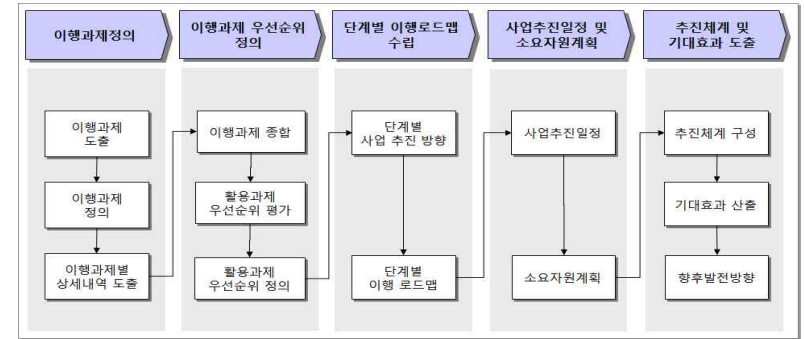 이행과제정의
이행과제 우선순위
정의
단계별 이행로드맵
수립
사업추진일정 및
소요자원계획
추진체계 및
기대효과 도출
이행과제
도출
이행과제
정의
이행과제별
상세내역 도출
이행과제 종합
활용과제
우선순위 평가
활용과제
우선순위 정의
단계별
사업 추진 방향
단계별
이행 로드맵
사업추진일정
소요자원계획
추진체계 구성
기대효과 산출
향후발전방향